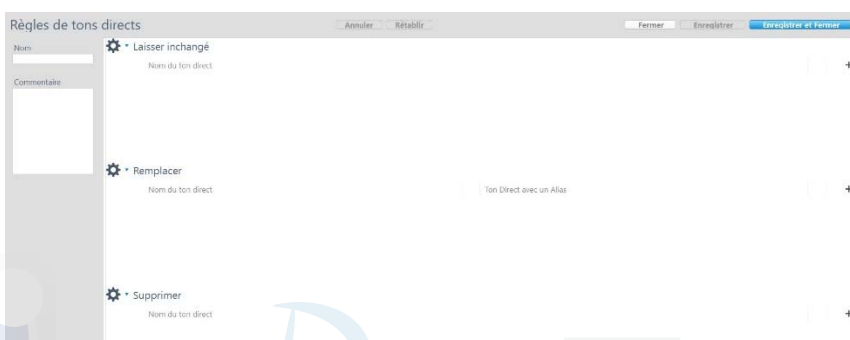 Règles de tons directs
Annuler Rétablir
Fermer Enregistrer Enregistrer et Fermer
Nom
Commentaire
Laisser inchangé
Nom du ton direct
Remplacer
Nom du ton direct Ton Direct avec un Alias
Supprimer
Nom du ton direct